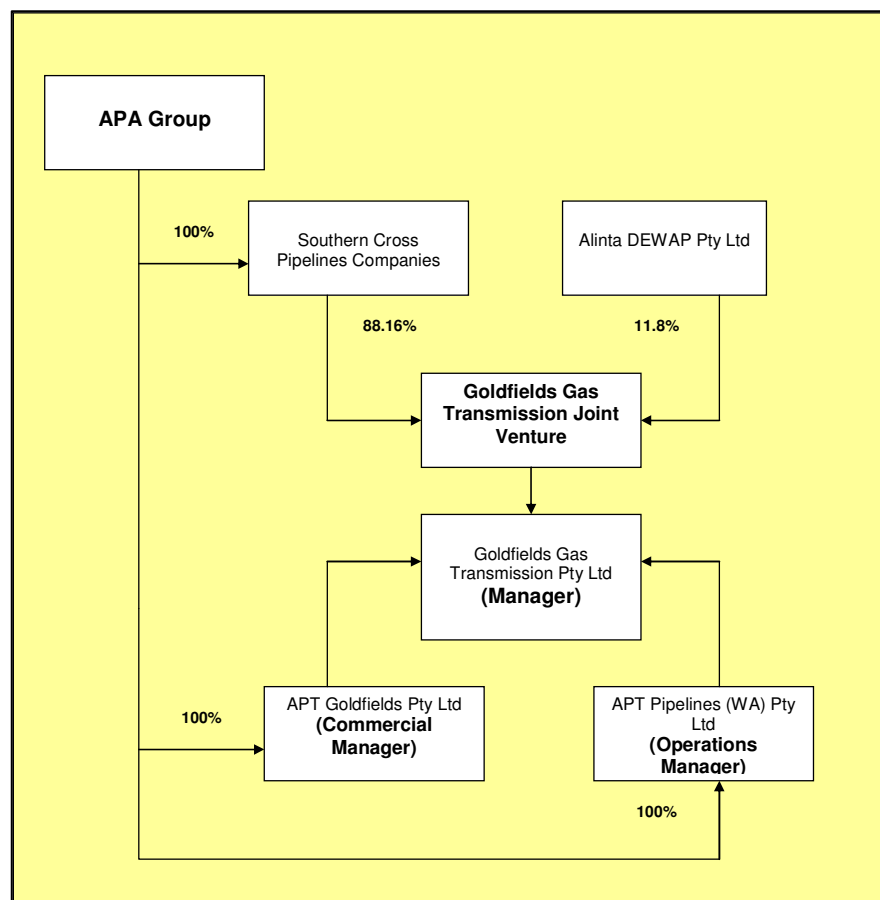 APA Group
100%
Southern Cross
Pipelines Companies
Alinta DEWAP Pty Ltd
88.16%
11.8%
Goldfields Gas
Transmission Joint
Venture
Goldfields Gas
Transmission Pty Ltd
(Manager)
100%
APT Goldfields Pty Ltd
(Commercial
Manager)
APT Pipelines (WA) Pty
Ltd
(Operations
Manager)
100%